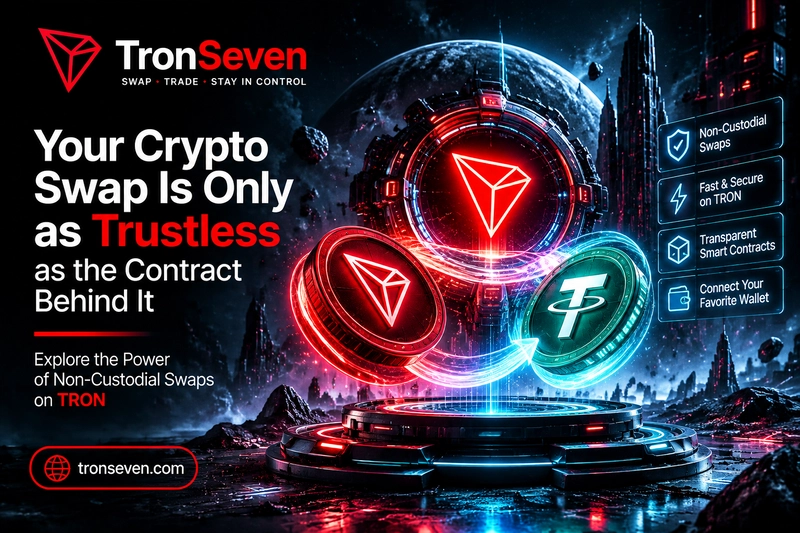 TronSeven
SWAP · TRADE · STAY IN CONTROL
Your Crypto
Swap Is Only
as Trustless
as the Contract
Behind It
Explore the Power
of Non-Custodial Swaps
on TRON
tronseven.com
Non-Custodial
Swaps
Fast & Secure
on TRON
Transparent
Smart Contracts
Connect Your
Favorite Wallet